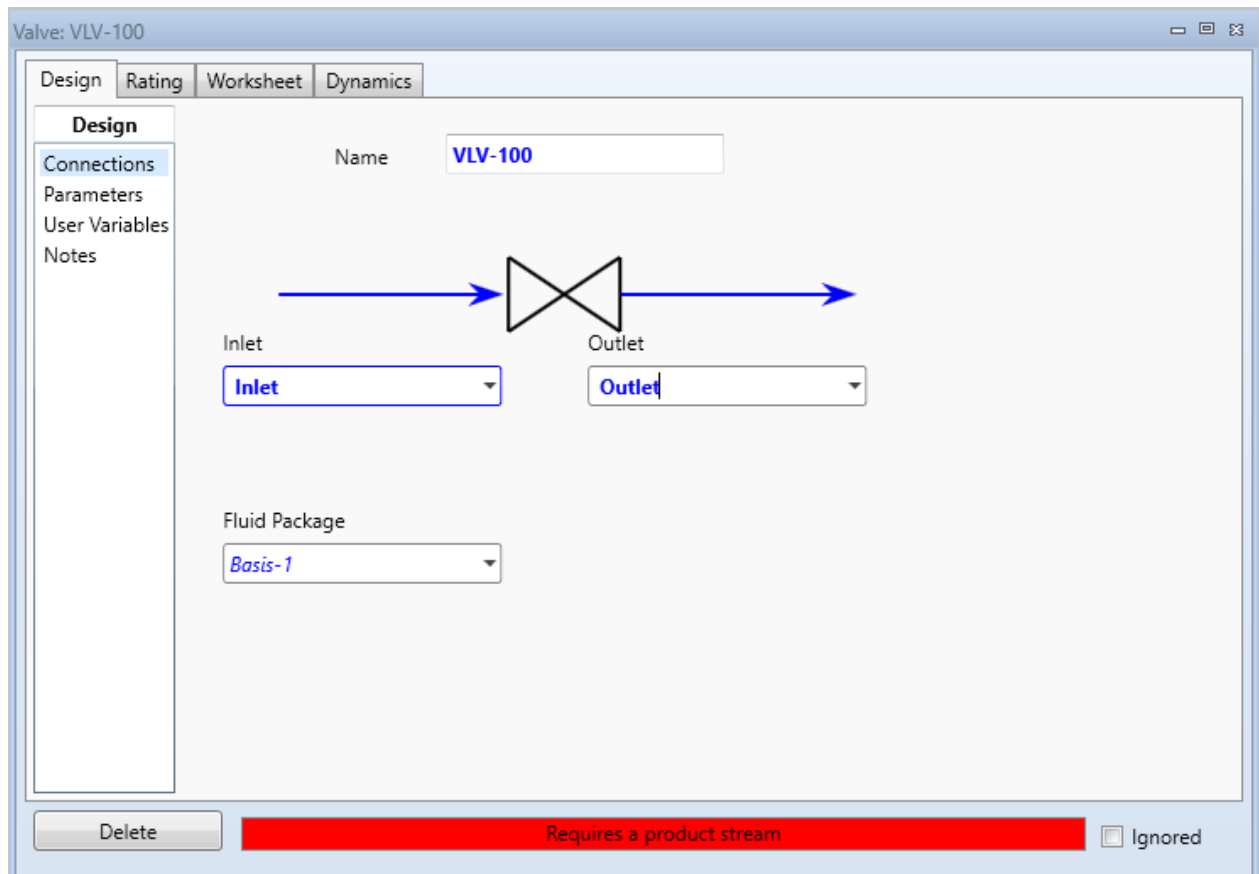 Valve: VLV-100
Design Rating Worksheet Dynamics
Design
Connections
Parameters
User Variables
Notes
Name VLV-100
Inlet Outlet
Inlet Outlet
Fluid Package
Basis-1
Delete Requires a product stream Ignored